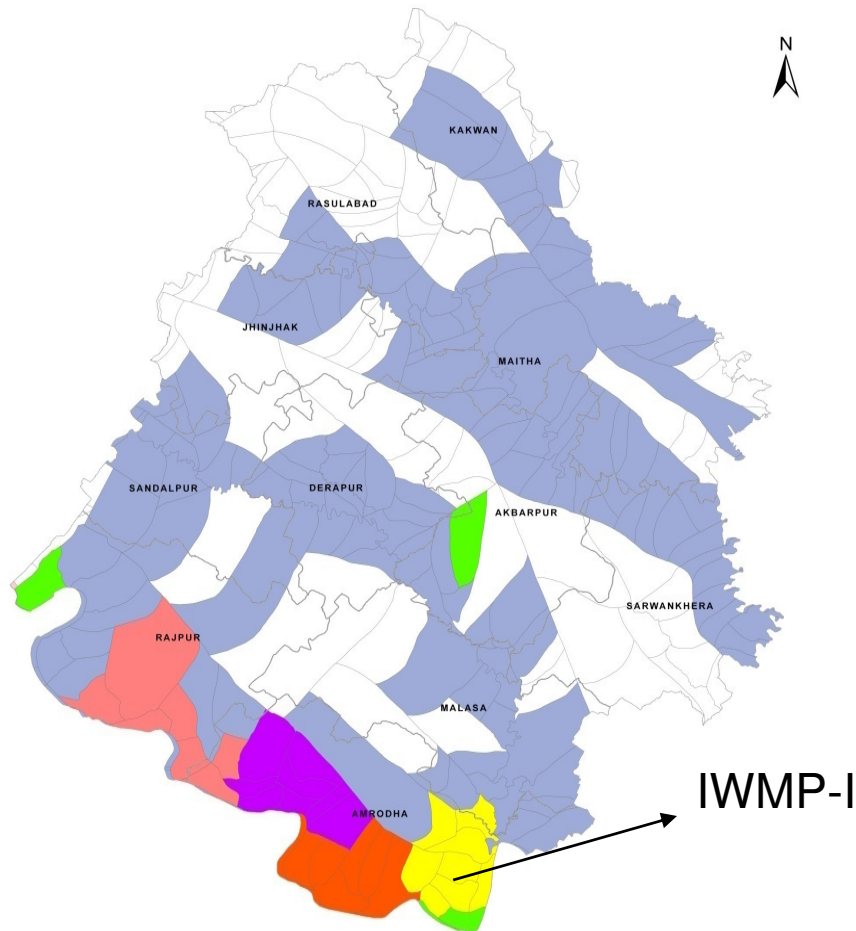 N
KAKWAN
RASULABAD
JHINJHAK
MAITHA
SANDALPUR
DERAPUR
AKBARPUR
SARWANKHERA
RAJPUR
MALASA
IWMP-I
AMRODHA